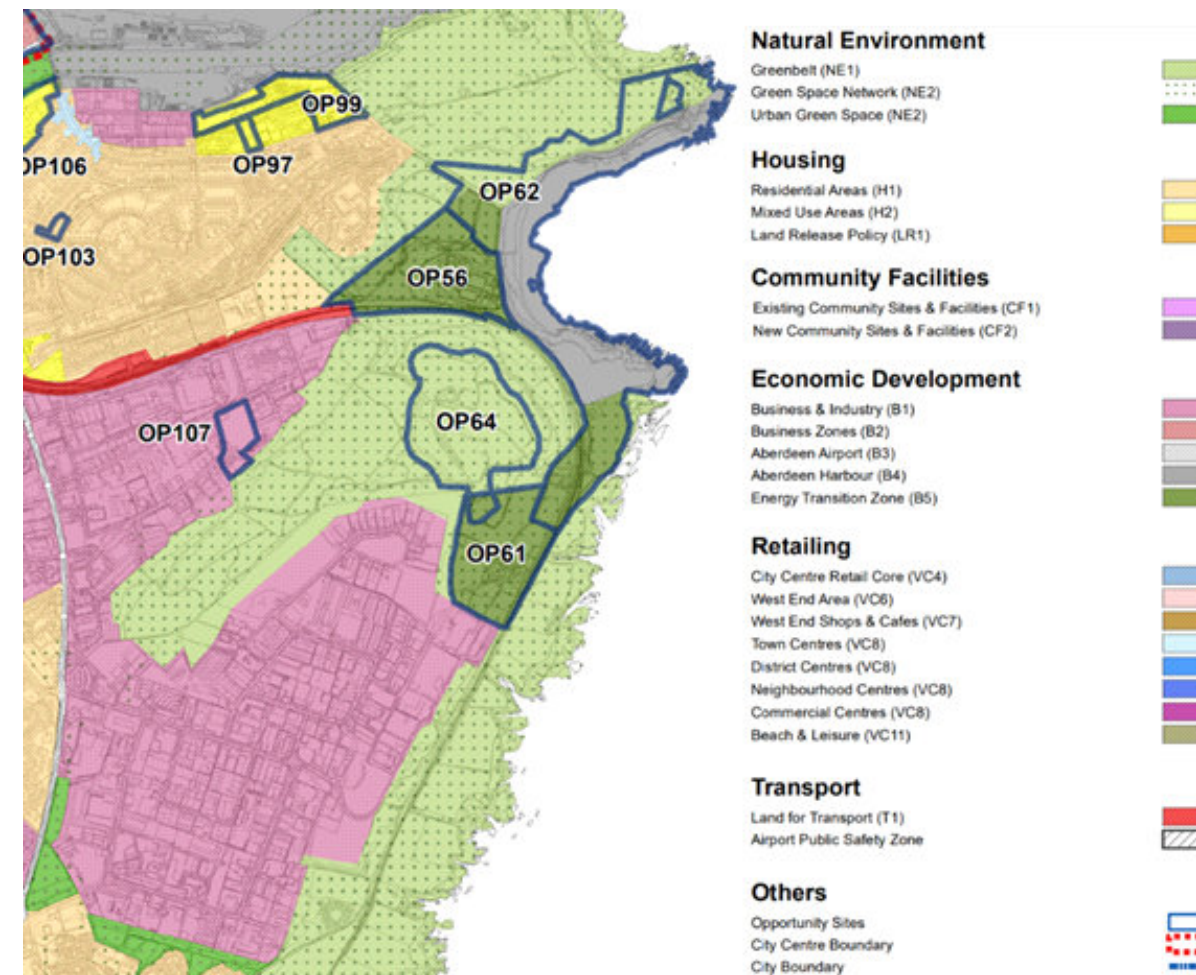 OP99
OP97
OP106
OP62
OP103
OP56
OP64
OP107
OP61
Natural Environment
Greenbelt (NE1)
Green Space Network (NE2)
Urban Green Space (NE2)
Housing
Residential Areas (H1)
Mixed Use Areas (H2)
Land Release Policy (LR1)
Community Facilities
Existing Community Sites & Facilities (CF1)
New Community Sites & Facilities (CF2)
Economic Development
Business & Industry (B1)
Business Zones (B2)
Aberdeen Airport (B3)
Aberdeen Harbour (B4)
Energy Transition Zone (B5)
Retailing
City Centre Retail Core (VC4)
West End Area (VC6)
West End Shops & Cafes (VC7)
Town Centres (VC8)
District Centres (VC8)
Neighbourhood Centres (VC8)
Commercial Centres (VC8)
Beach & Leisure (VC11)
Transport
Land for Transport (T1)
Airport Public Safety Zone
Others
Opportunity Sites
City Centre Boundary
City Boundary